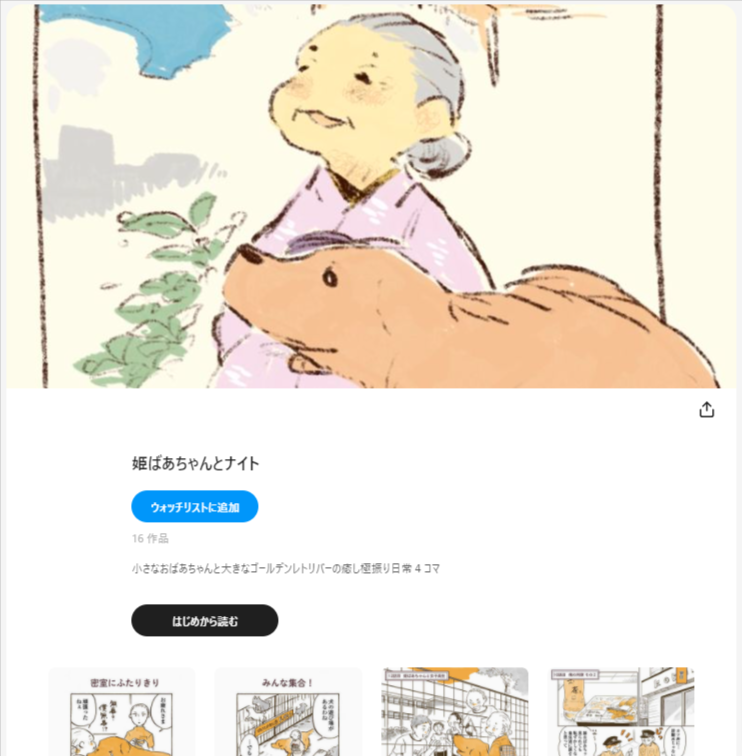 姫ばあちゃんとナイト
ウォッチリストに追加
16 作品
小さなおばあちゃんと大きなゴールデンレトリバーの癒し極振り日常 4 コマ
はじめから読む
密室にふたりきり
みんな集合！